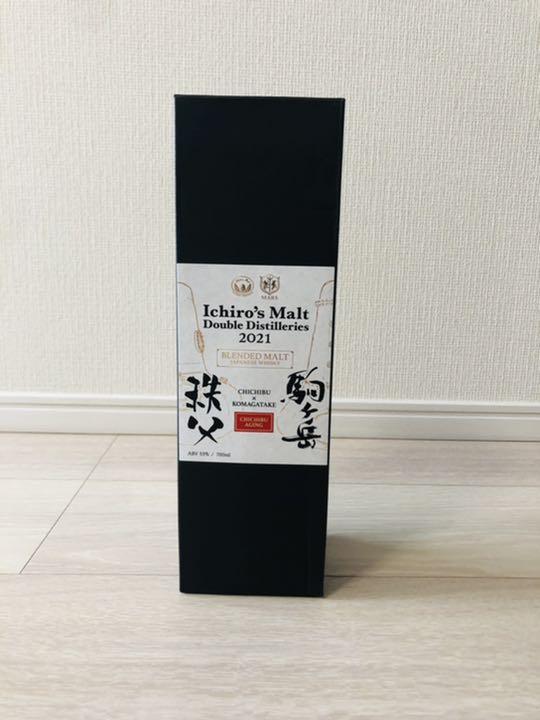 MARS
Ichiro's Malt
Double Distilleries
2021
BLENDED MALT
JAPANESE WHISKY
秩父
CHICHIBU
×
KOMAGATAKE
CHICHIBU
AGING
駒ヶ岳
ABV 53% / 700ml